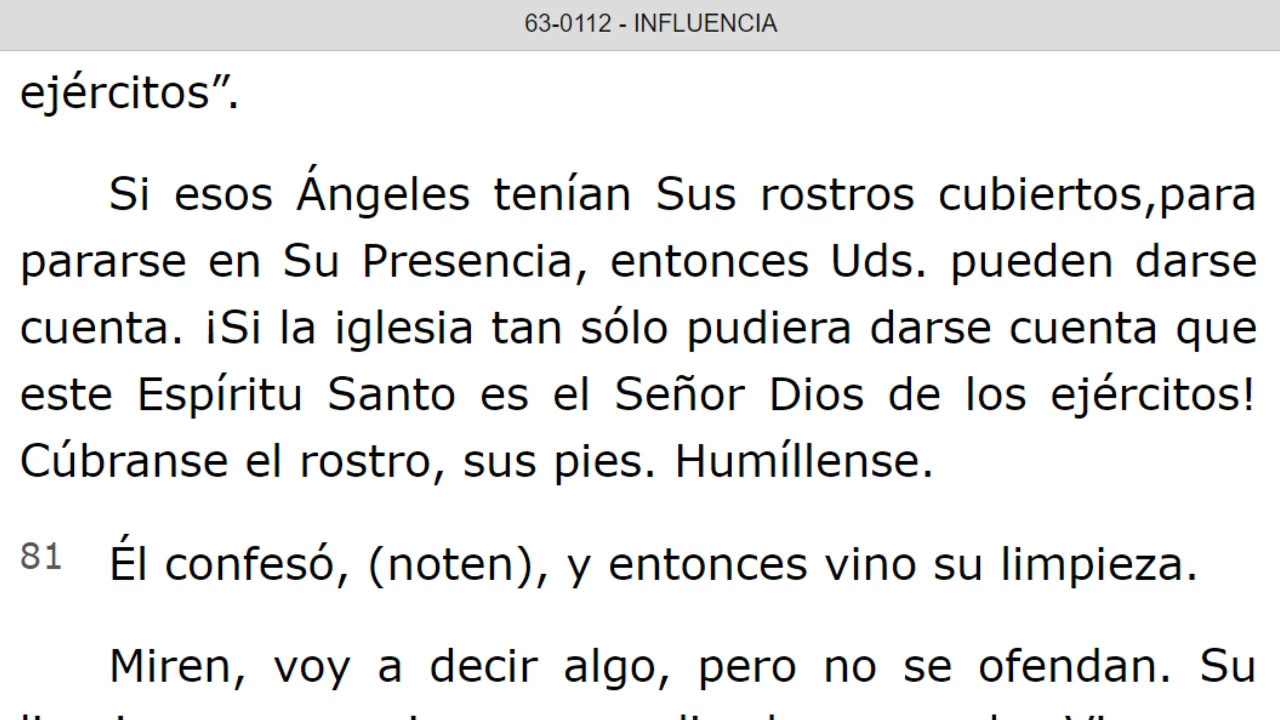 63-0112 - INFLUENCIA
ejércitos”.
Si esos Ángeles tenían Sus rostros cubiertos,para
pararse en Su Presencia, entonces Uds. pueden darse
cuenta. ¡Si la iglesia tan sólo pudiera darse cuenta que
este Espíritu Santo es el Señor Dios de los ejércitos!
Cúbranse el rostro, sus pies. Humíllense.
81 Él confesó, (noten), y entonces vino su limpieza.
Miren, voy a decir algo, pero no se ofendan. Su